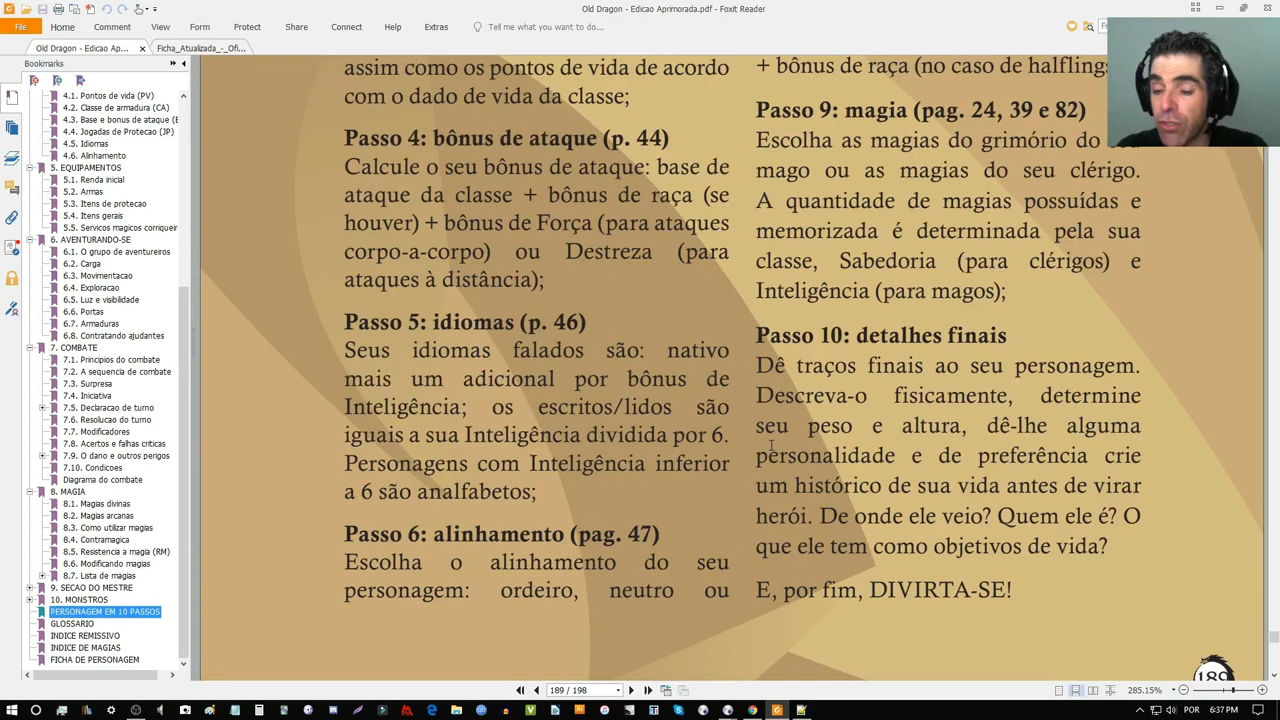 Old Dragon - Edicao Aprimorada.pdf - Foxit Reader
File Home Comment View Form Protect Share Connect Help Extras Tell me what you want to do...
Old Dragon - Edicao Ap... Ficha_Atualizada_-_Ofi...
Bookmarks
4.1. Pontos de vida (PV)
4.2. Classe de armadura (CA)
4.3. Base e bonus de ataque (E
4.4. Jogadas de Protecao (JP)
4.5. Idiomas
4.6. Alinhamento
5. EQUIPAMENTOS
5.1. Renda inicial
5.2. Armas
5.3. Itens de protecao
5.4. Itens gerais
5.5. Servicos magicos corriqueir
6. AVENTURANDO-SE
6.1. O grupo de aventureiros
6.2. Carga
6.3. Movimentacao
6.4. Exploracao
6.5. Luz e visibilidade
6.6. Portas
6.7. Armaduras
6.8. Contratando ajudantes
7. COMBATE
7.1. Principios do combate
7.2. A sequencia de combate
7.3. Surpresa
7.4. Iniciativa
7.5. Declaracao de turno
7.6. Resolucao do turno
7.7. Modificadores
7.8. Acertos e falhas criticas
7.9. O dano e outros perigos
7.10. Condicoes
Diagrama do combate
8. MAGIA
8.1. Magias divinas
8.2. Magias arcanas
8.3. Como utilizar magias
8.4. Contramagica
8.5. Resistencia a magia (RM)
8.6. Modificando magias
8.7. Lista de magias
9. SECAO DO MESTRE
10. MONSTROS
PERSONAGEM EM 10 PASSOS
GLOSSARIO
INDICE REMISSIVO
INDICE DE MAGIAS
FICHA DE PERSONAGEM
assim como os pontos de vida de acordo
com o dado de vida da classe;
Passo 4: bônus de ataque (p. 44)
Calcule o seu bônus de ataque: base de
ataque da classe + bônus de raça (se
houver) + bônus de Força (para ataques
corpo-a-corpo) ou Destreza (para
ataques à distância);
Passo 5: idiomas (p. 46)
Seus idiomas falados são: nativo
mais um adicional por bônus de
Inteligência; os escritos/lidos são
iguais a sua Inteligência dividida por 6.
Personagens com Inteligência inferior
a 6 são analfabetos;
Passo 6: alinhamento (pag. 47)
Escolha o alinhamento do seu
personagem: ordeiro, neutro ou
+ bônus de raça (no caso de halflings
Passo 9: magia (pag. 24, 39 e 82)
Escolha as magias do grimório do
mago ou as magias do seu clérigo.
A quantidade de magias possuídas e
memorizada é determinada pela sua
classe, Sabedoria (para clérigos) e
Inteligência (para magos);
Passo 10: detalhes finais
Dê traços finais ao seu personagem.
Descreva-o fisicamente, determine
seu peso e altura, dê-lhe alguma
personalidade e de preferência crie
um histórico de sua vida antes de virar
herói. De onde ele veio? Quem ele é? O
que ele tem como objetivos de vida?
E, por fim, DIVIRTA-SE!
189
189 / 198
285.15%
POR 6:37 PM